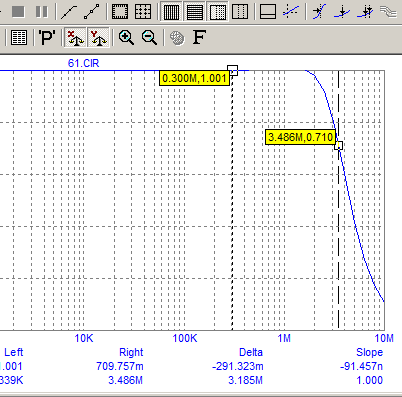 'P' X Y F
61.CIR
0.300M,1.001
3.486M,0.710
10K 100K 1M 10M
Left Right Delta Slope
1.001 709.757m -291.323m -91.457n
339K 3.486M 3.185M 1.000